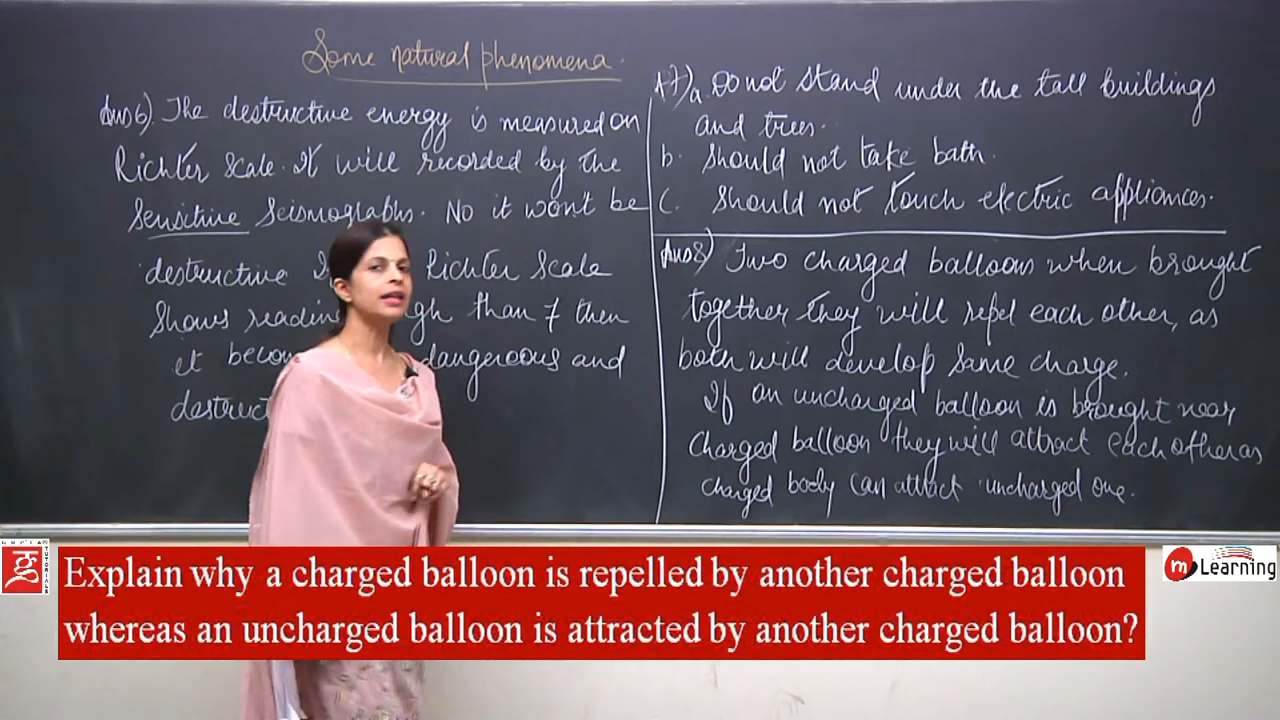 Some natural phenomena.
Ans 6). The destructive energy is measured on
Richter Scale. It will recorded by the
Sensitive Seismographs. No it won't be
destructive Richter Scale
Shows than 7 then
it dangereous and
A7)a. Do not stand under the tall buildings
and trees.
b. Should not take bath.
c. Should not touch electric appliances.
Ans 8) Two charged balloons when brought
together they will repel each other, as
both will develop same charge.
If an uncharged balloon is brought near
charged balloon they will attract each other as
charged body can attract uncharged one.
Explain why a charged balloon is repelled by another charged balloon
whereas an uncharged balloon is attracted by another charged balloon?
m Learning